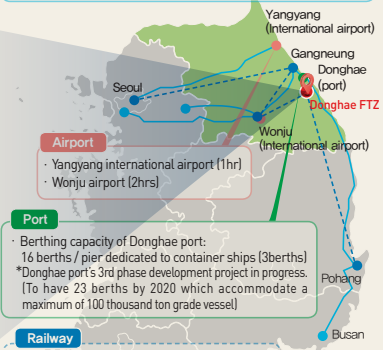 Yangyang
(International airport)
Gangneung
Donghae
(port)
Seoul
Donghae FTZ
Wonju
(International airport)
Airport
· Yangyang international airport (1hr)
· Wonju airport (2hrs)
Port
· Berthing capacity of Donghae port:
16 berths / pier dedicated to container ships (3berths)
*Donghae port's 3rd phase development project in progress.
(To have 23 berths by 2020 which accommodate a
maximum of 100 thousand ton grade vessel)
Pohang
Busan
Railway